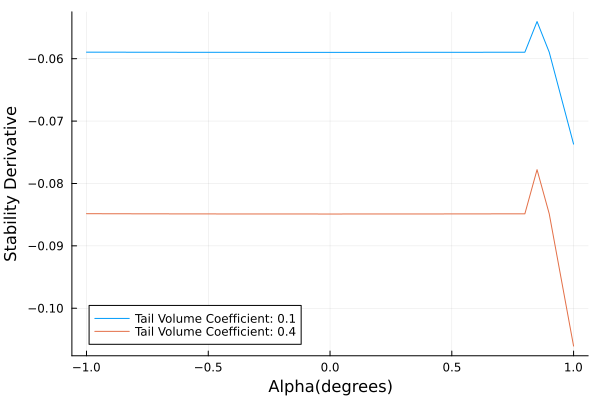 −0.06
−0.07
−0.08
−0.09
−0.10
Stability Derivative
Tail Volume Coefficient: 0.1
Tail Volume Coefficient: 0.4
−1.0 −0.5 0.0 0.5 1.0
Alpha(degrees)